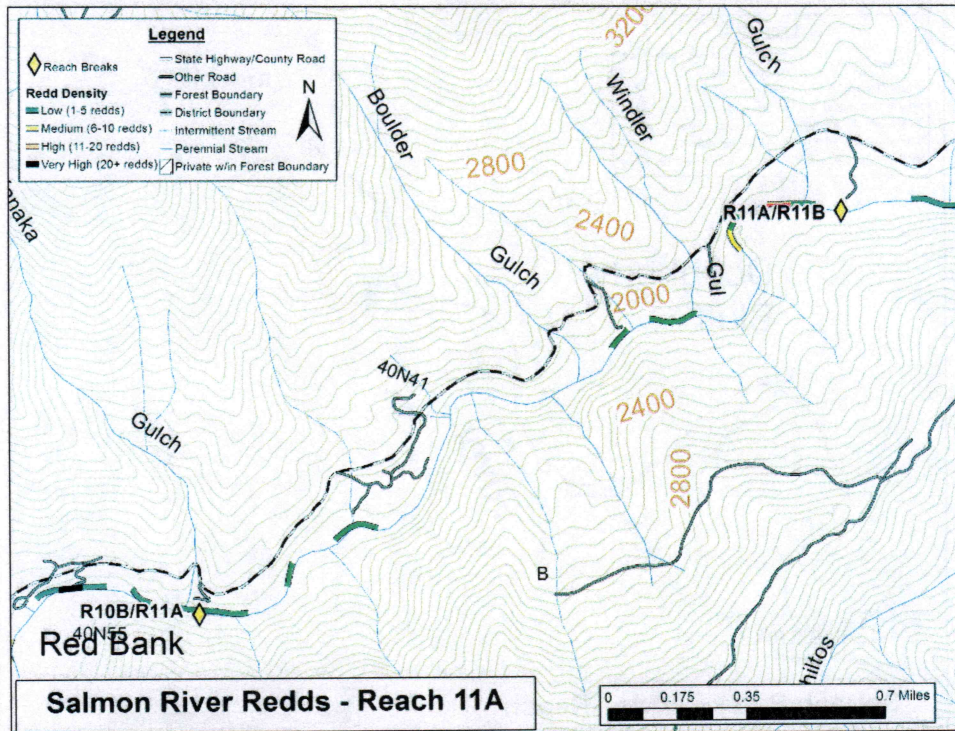 Legend
Reach Breaks
Redd Density
Low (1-5 redds)
Medium (6-10 redds)
High (11-20 redds)
Very High (20+ redds)
State Highway/County Road
Other Road
Forest Boundary
District Boundary
Intermittent Stream
Perennial Stream
Private w/in Forest Boundary
N
3200
Gulch
Windler
Boulder
2800
2400
R11A/R11B
Gulch
Gul
2000
40N41
2400
Gulch
2800
B
R10B/R11A
40N55
Red Bank
hiltos
Salmon River Redds - Reach 11A
0 0.175 0.35 0.7 Miles